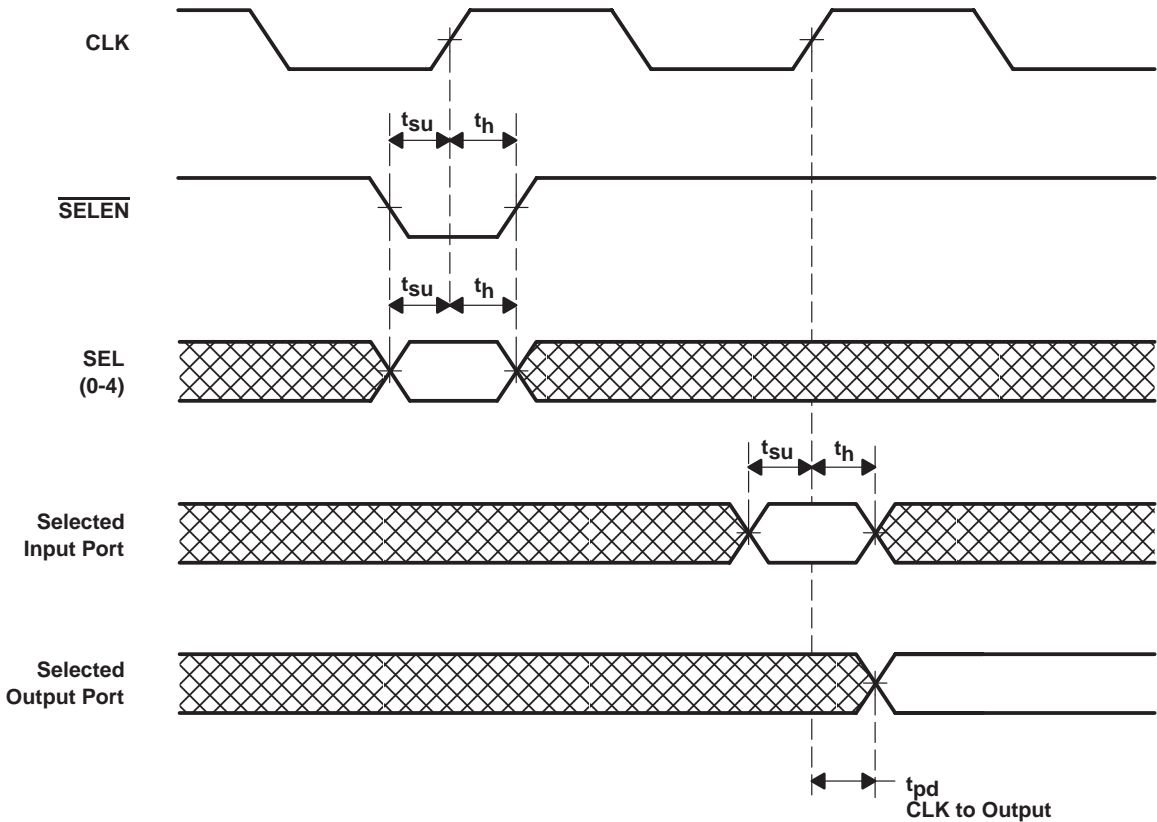 CLK
tsu
th
SELEN
tsu
th
SEL
(0-4)
tsu
th
Selected
Input Port
Selected
Output Port
tpd
CLK to Output